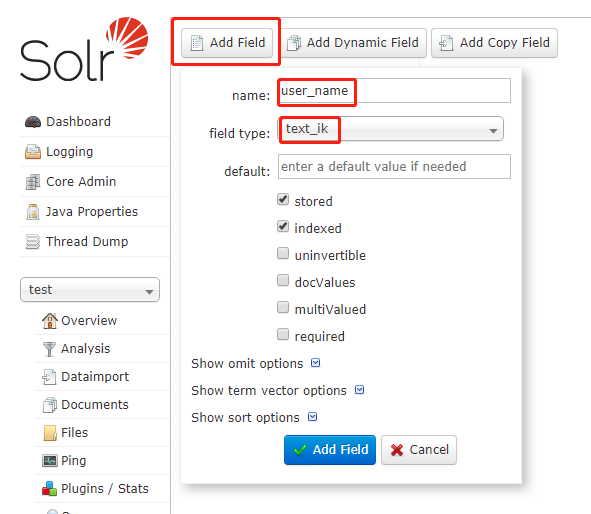 Solr
Add Field Add Dynamic Field Add Copy Field
name: user_name
field type: text_ik
default: enter a default value if needed
stored
indexed
uninvertible
docValues
multiValued
required
Show omit options
Show term vector options
Show sort options
Add Field Cancel
Dashboard
Logging
Core Admin
Java Properties
Thread Dump
test
Overview
Analysis
Dataimport
Documents
Files
Ping
Plugins / Stats